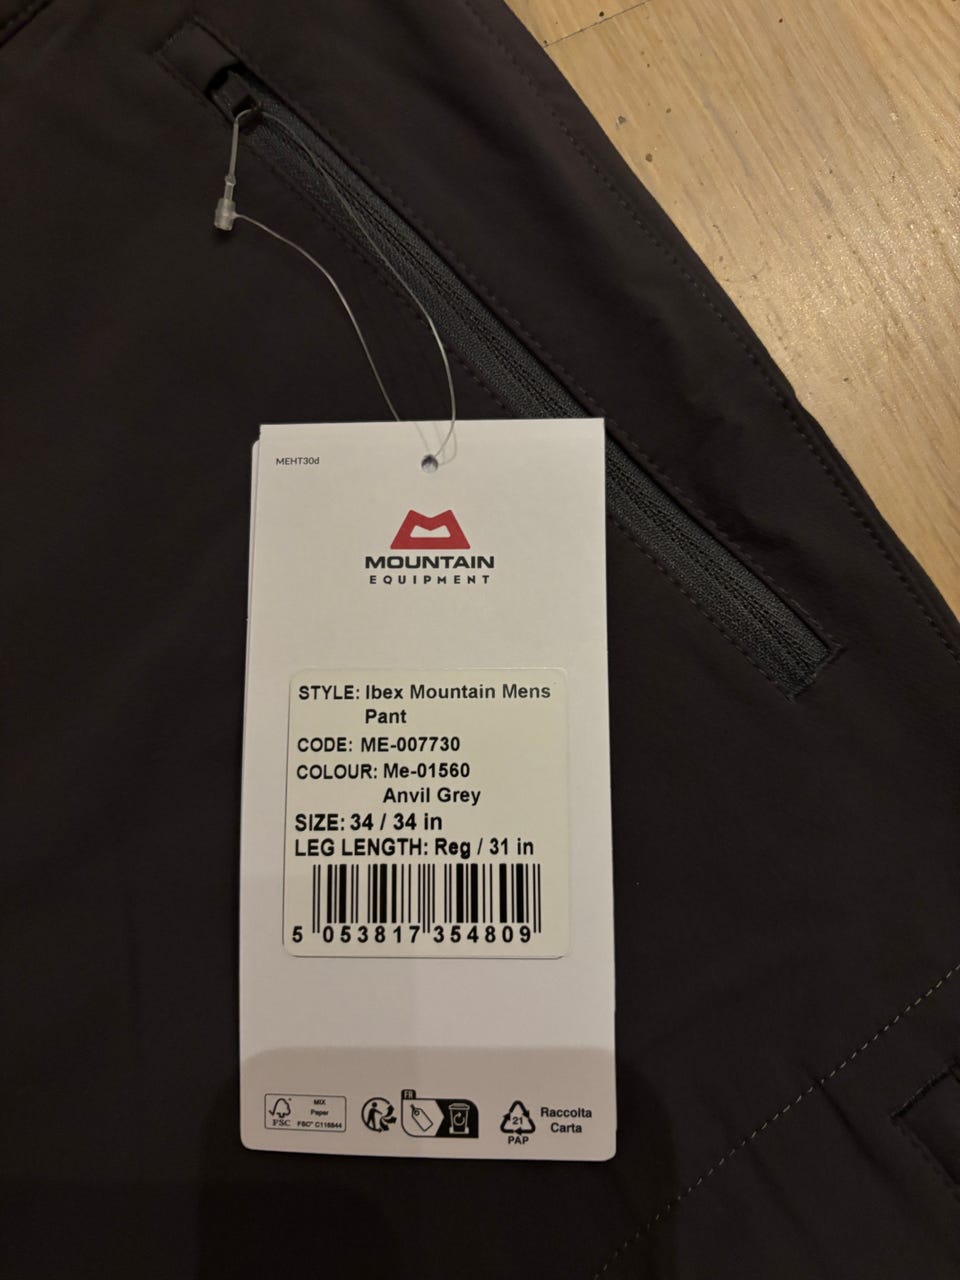 MEHT30d
MOUNTAIN
EQUIPMENT
STYLE: Ibex Mountain Mens
Pant
CODE: ME-007730
COLOUR: Me-01560
Anvil Grey
SIZE: 34 / 34 in
LEG LENGTH: Reg / 31 in
5 053817 354809
FSC
MIX
Paper
FSC® C116844
FR
21
PAP
Raccolta
Carta